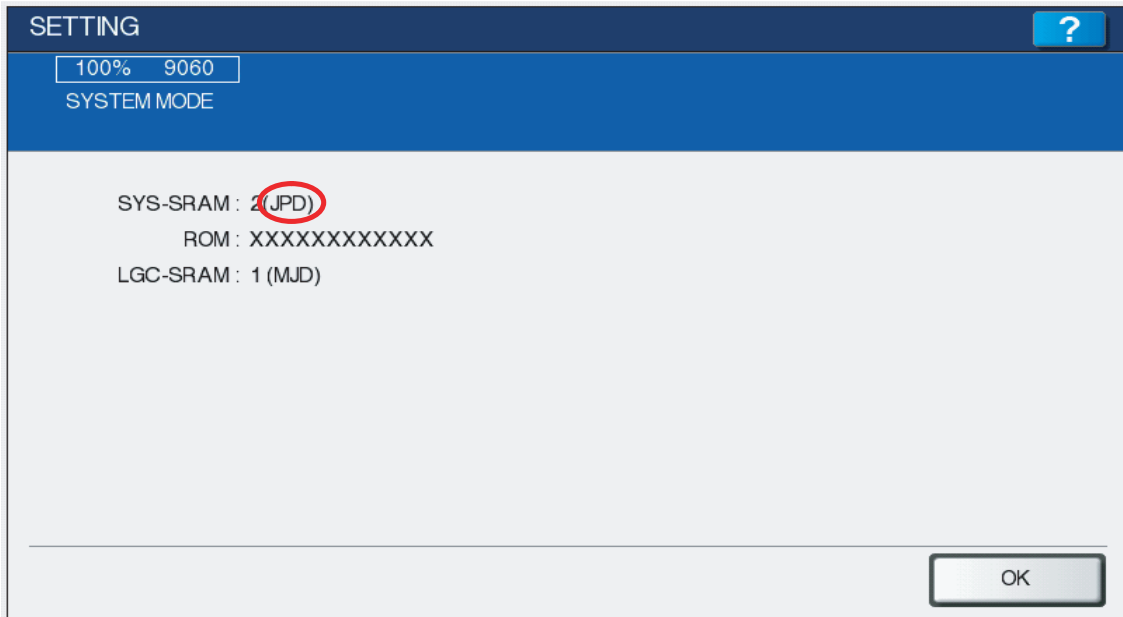 SETTING ?
100% 9060
SYSTEM MODE
SYS-SRAM : 2(JPD)
ROM : XXXXXXXXXXXX
LGC-SRAM : 1 (MJD)
OK